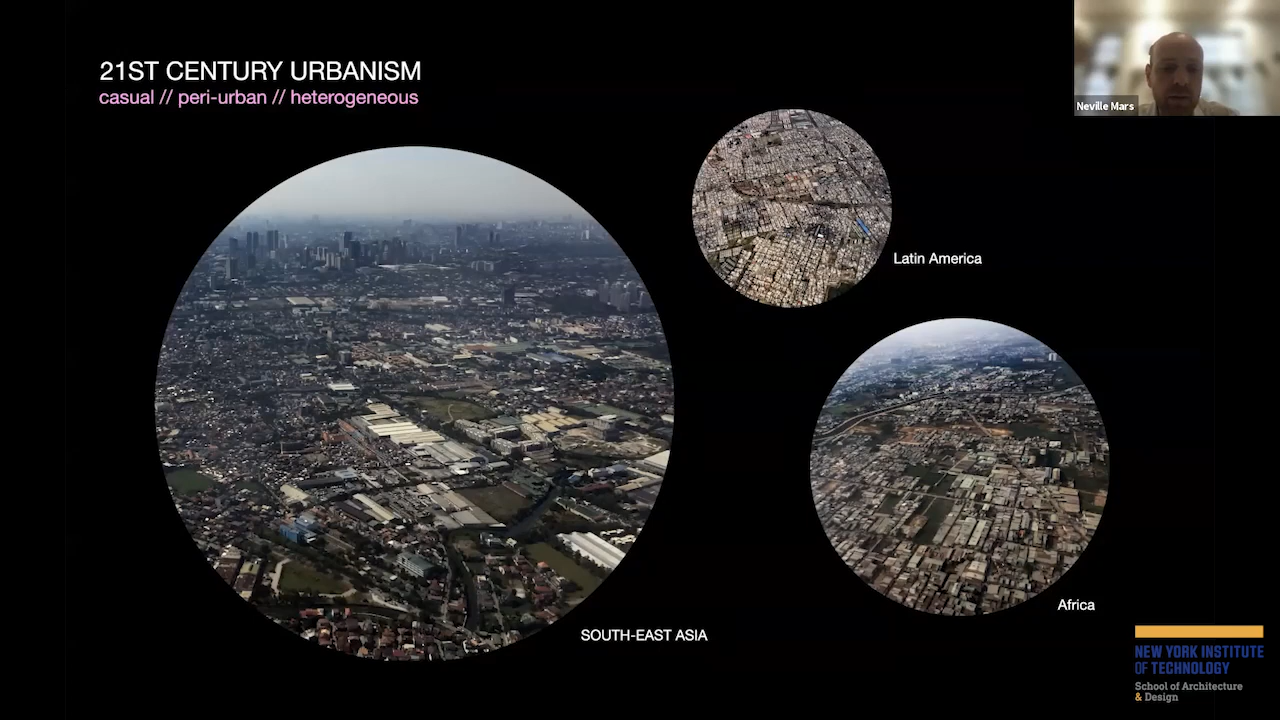 21ST CENTURY URBANISM
casual // peri-urban // heterogeneous
Neville Mars
Latin America
Africa
SOUTH-EAST ASIA
NEW YORK INSTITUTE
OF TECHNOLOGY
School of Architecture
& Design